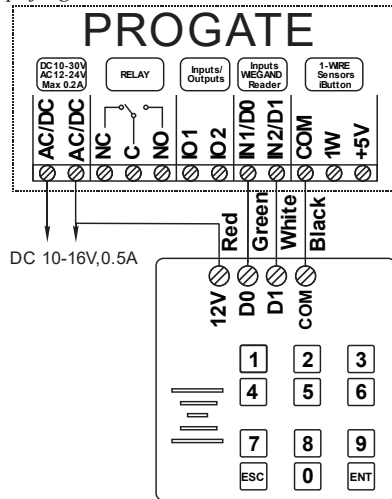 PROGATE
DC10-30V
AC12-24V
Max 0.2A
RELAY
Inputs/
Outputs
Inputs
WIEGAND
Reader
1-WIRE
Sensors
iButton
AC/DC
AC/DC
NC
C
NO
IO1
IO2
IN1/D0
IN2/D1
COM
1W
+5V
Red
Green
White
Black
DC 10-16V,0.5A
12V
D0
D1
COM
1 2 3
4 5 6
7 8 9
ESC 0 ENT